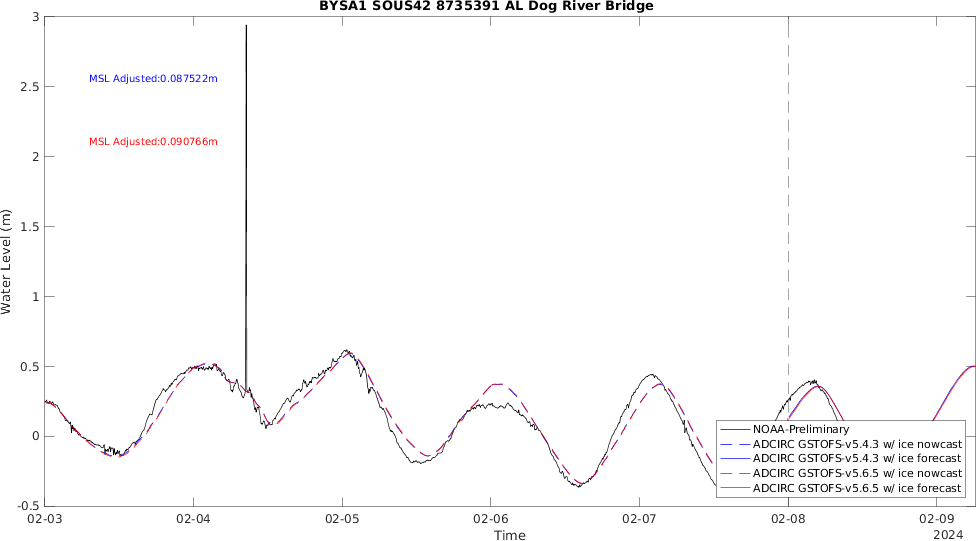 BYSA1 SOUS42 8735391 AL Dog River Bridge
3
2.5
2
1.5
1
0.5
0
-0.5
Water Level (m)
MSL Adjusted:0.087522m
MSL Adjusted:0.090766m
NOAA-Preliminary
ADCIRC GSTOFS-v5.4.3 w/ ice nowcast
ADCIRC GSTOFS-v5.4.3 w/ ice forecast
ADCIRC GSTOFS-v5.6.5 w/ ice nowcast
ADCIRC GSTOFS-v5.6.5 w/ ice forecast
02-03 02-04 02-05 02-06 02-07 02-08 02-09
Time
2024